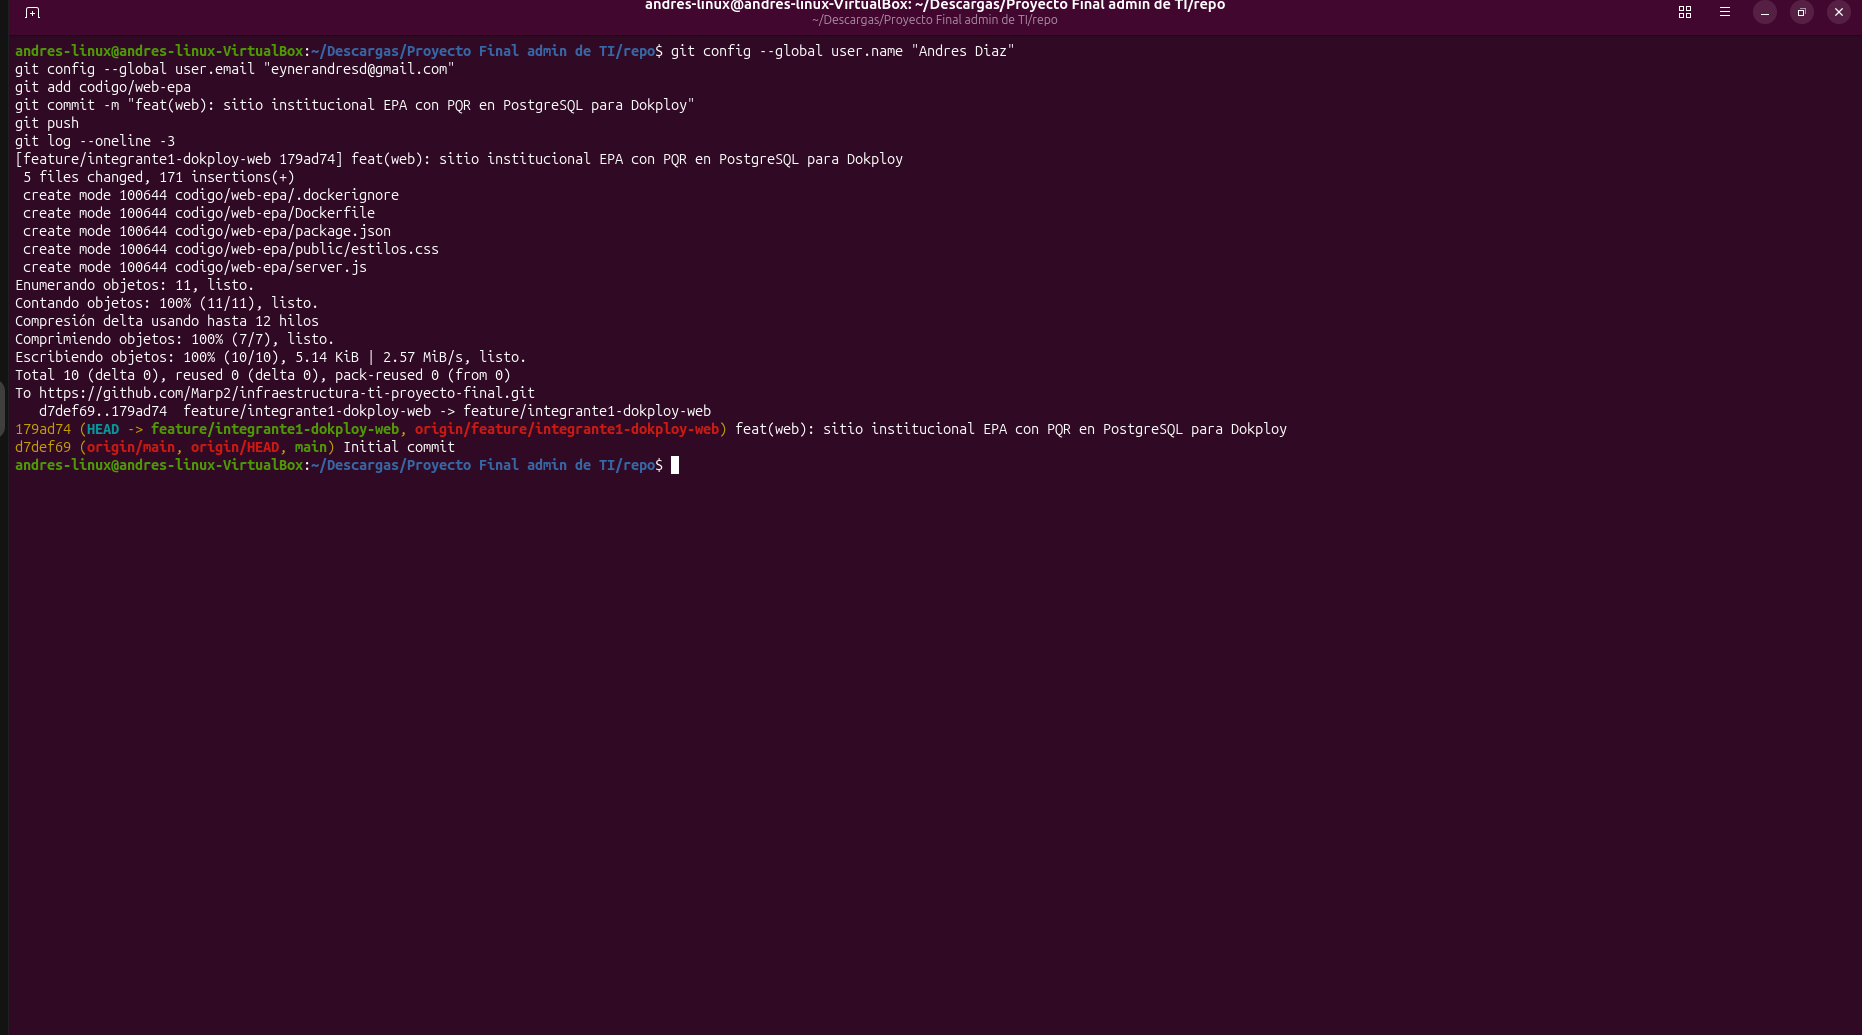 andres-linux@andres-linux-VirtualBox: ~/Descargas/Proyecto Final admin de TI/repo
~/Descargas/Proyecto Final admin de TI/repo
andres-linux@andres-linux-VirtualBox:~/Descargas/Proyecto Final admin de TI/repo$ git config --global user.name "Andres Diaz"
git config --global user.email "eynerandresd@gmail.com"
git add codigo/web-epa
git commit -m "feat(web): sitio institucional EPA con PQR en PostgreSQL para Dokploy"
git push
git log --oneline -3
[feature/integrante1-dokploy-web 179ad74] feat(web): sitio institucional EPA con PQR en PostgreSQL para Dokploy
 5 files changed, 171 insertions(+)
 create mode 100644 codigo/web-epa/.dockerignore
 create mode 100644 codigo/web-epa/Dockerfile
 create mode 100644 codigo/web-epa/package.json
 create mode 100644 codigo/web-epa/public/estilos.css
 create mode 100644 codigo/web-epa/server.js
Enumerando objetos: 11, listo.
Contando objetos: 100% (11/11), listo.
Compresión delta usando hasta 12 hilos
Comprimiendo objetos: 100% (7/7), listo.
Escribiendo objetos: 100% (10/10), 5.14 KiB | 2.57 MiB/s, listo.
Total 10 (delta 0), reused 0 (delta 0), pack-reused 0 (from 0)
To https://github.com/Marp2/infraestructura-ti-proyecto-final.git
   d7def69..179ad74  feature/integrante1-dokploy-web -> feature/integrante1-dokploy-web
179ad74 (HEAD -> feature/integrante1-dokploy-web, origin/feature/integrante1-dokploy-web) feat(web): sitio institucional EPA con PQR en PostgreSQL para Dokploy
d7def69 (origin/main, origin/HEAD, main) Initial commit
andres-linux@andres-linux-VirtualBox:~/Descargas/Proyecto Final admin de TI/repo$